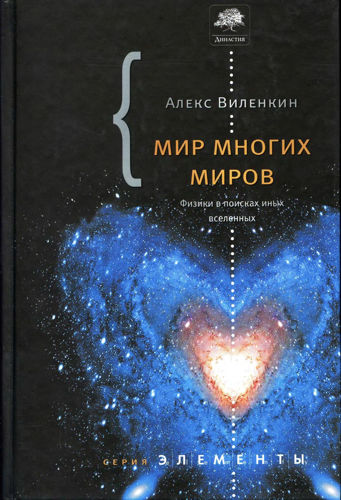 Династия
Алекс Виленкин
МИР МНОГИХ
МИРОВ
Физики в поисках иных
вселенных
серия ЭЛЕМЕНТЫ